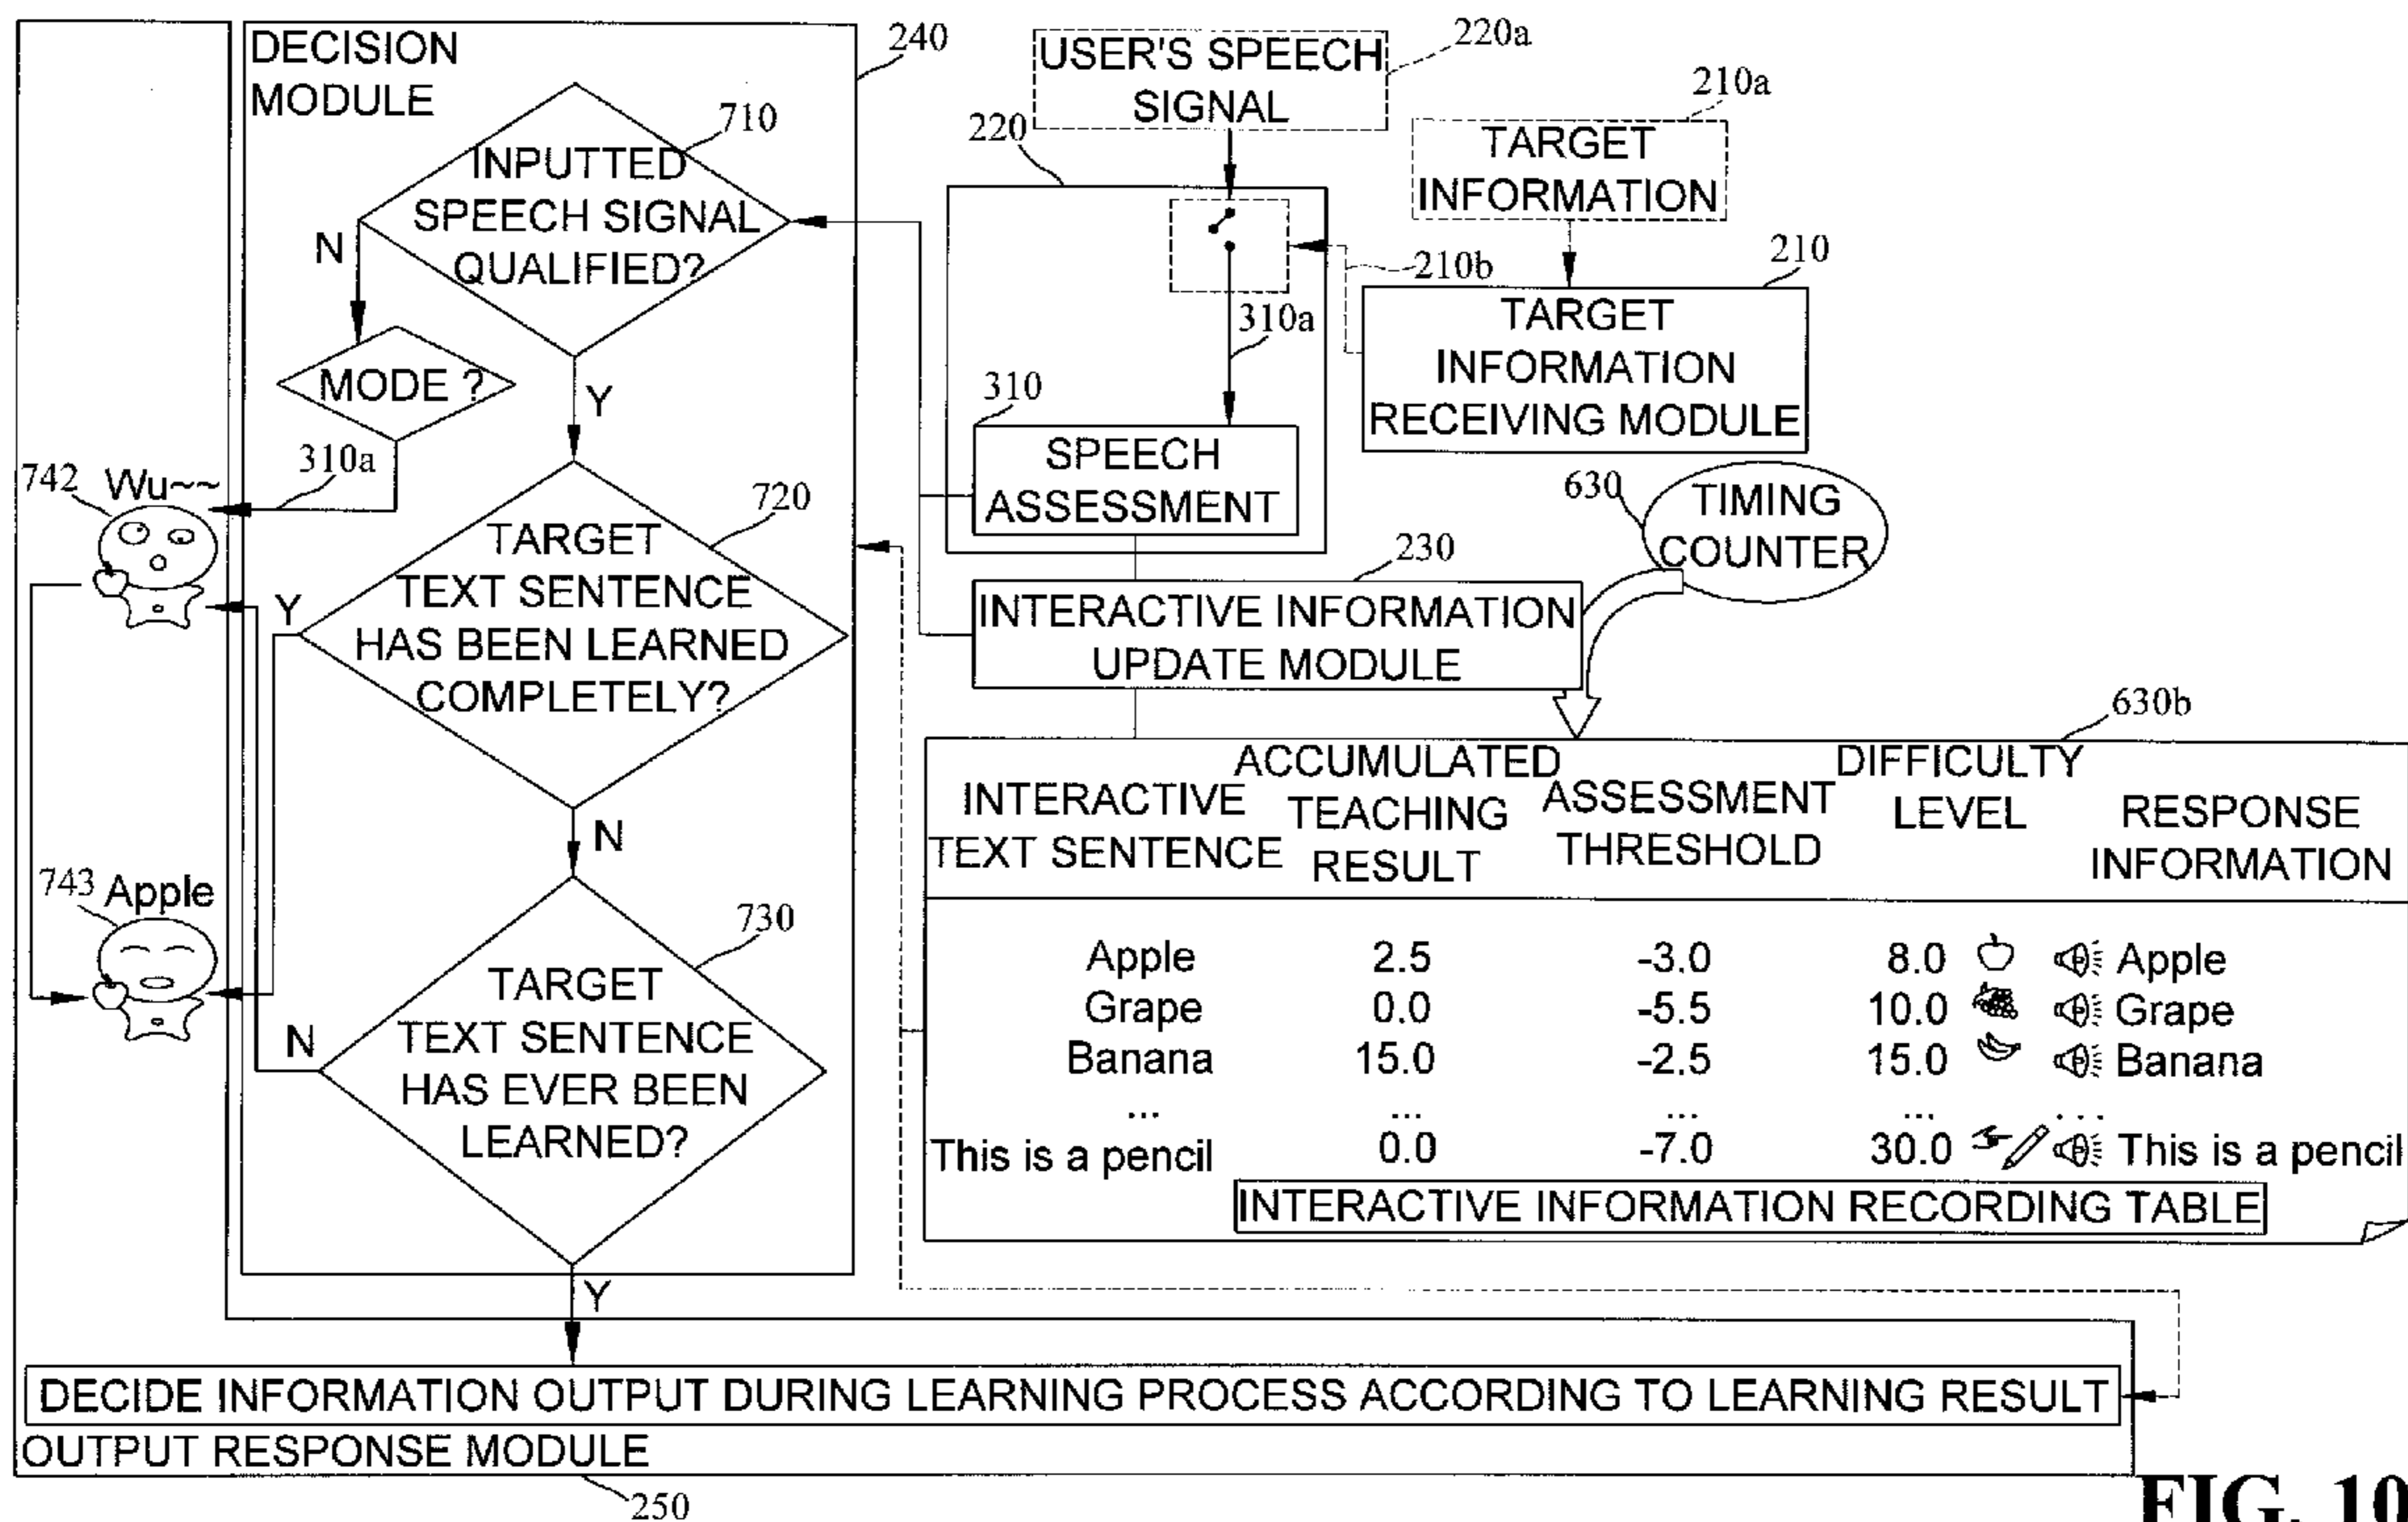 DECISION
MODULE
240
710
INPUTTED
SPEECH SIGNAL
QUALIFIED?
N
MODE ?
Y
310a
742
Wu~~
720
TARGET
TEXT SENTENCE
HAS BEEN LEARNED
COMPLETELY?
Y
N
743
Apple
730
TARGET
TEXT SENTENCE
HAS EVER BEEN
LEARNED?
N
Y
USER'S SPEECH
SIGNAL
220a
220
310a
310
SPEECH
ASSESSMENT
210a
TARGET
INFORMATION
210b
210
TARGET
INFORMATION
RECEIVING MODULE
630
TIMING
COUNTER
230
INTERACTIVE INFORMATION
UPDATE MODULE
630b
INTERACTIVE
TEXT SENTENCE
ACCUMULATED
TEACHING
RESULT
ASSESSMENT
THRESHOLD
DIFFICULTY
LEVEL
RESPONSE
INFORMATION
Apple 2.5 -3.0 8.0 Apple
Grape 0.0 -5.5 10.0 Grape
Banana 15.0 -2.5 15.0 Banana
... ... ... ... ...
This is a pencil 0.0 -7.0 30.0 This is a pencil
INTERACTIVE INFORMATION RECORDING TABLE
DECIDE INFORMATION OUTPUT DURING LEARNING PROCESS ACCORDING TO LEARNING RESULT
OUTPUT RESPONSE MODULE
250
FIG. 10